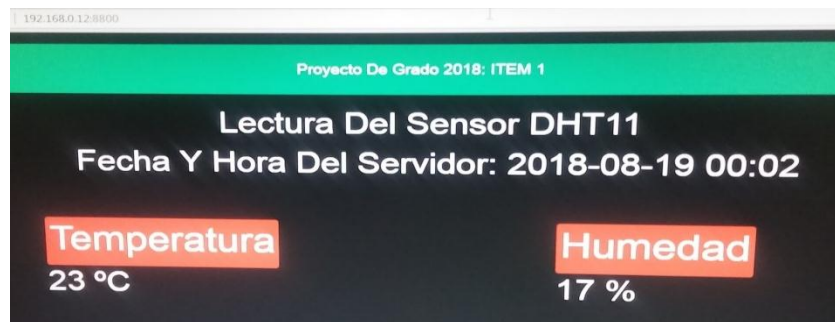 192.168.0.12:8800
Proyecto De Grado 2018: ITEM 1
Lectura Del Sensor DHT11
Fecha Y Hora Del Servidor: 2018-08-19 00:02
Temperatura
23 ºC
Humedad
17 %